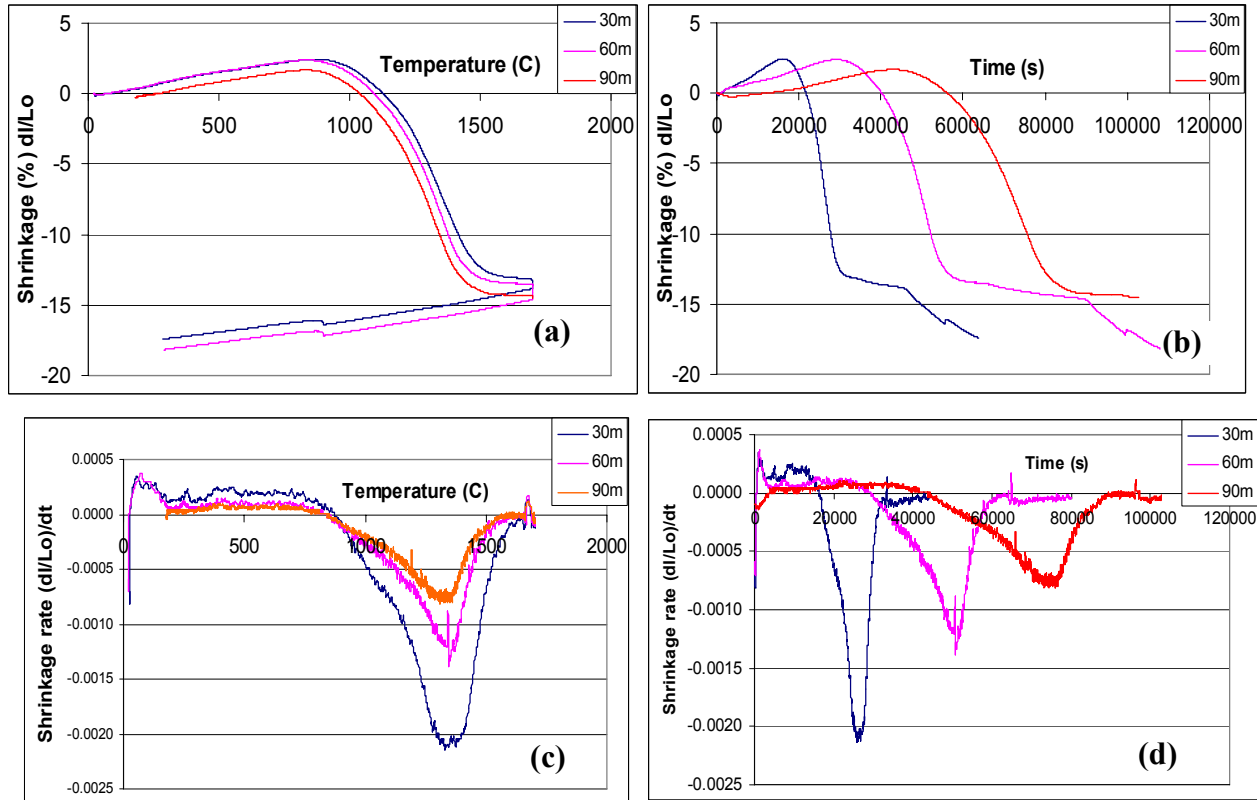 30m
60m
90m
Temperature (C)
Shrinkage (%) dl/Lo
5
0
-5
-10
-15
-20
0
500
1000
1500
2000
(a)
30m
60m
90m
Time (s)
Shrinkage (%) dl/Lo
5
0
-5
-10
-15
-20
0
20000
40000
60000
80000
100000
120000
(b)
30m
60m
90m
Temperature (C)
Shrinkage rate (dl/Lo)/dt
0.0005
0.0000
-0.0005
-0.0010
-0.0015
-0.0020
-0.0025
0
500
1000
1500
2000
(c)
30m
60m
90m
Time (s)
Shrinkage rate (dl/Lo)/dt
0.0005
0.0000
-0.0005
-0.0010
-0.0015
-0.0020
-0.0025
0
20000
40000
60000
80000
100000
120000
(d)